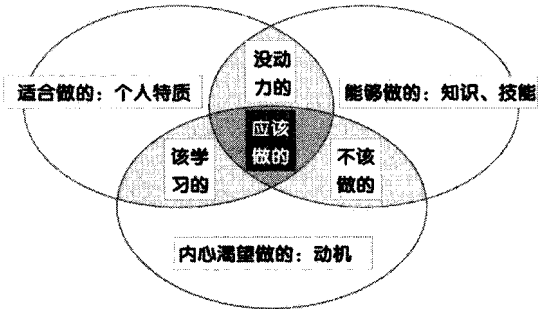 没动
力的
适合做的：个人特质
能够做的：知识、技能
应该
做的
该学
习的
不该
做的
内心渴望做的：动机